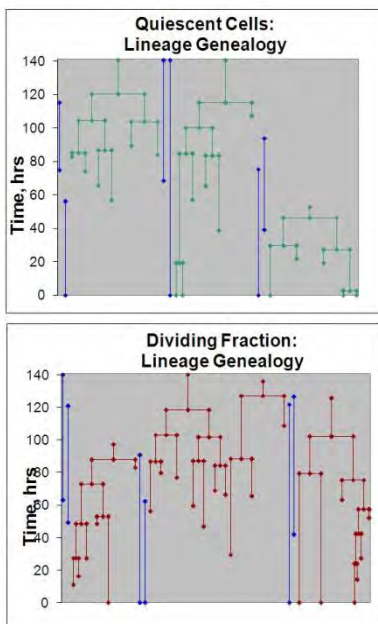 Quiescent Cells:
Lineage Genealogy
Time, hrs
140
120
100
80
60
40
20
0
Dividing Fraction:
Lineage Genealogy
Time, hrs
140
120
100
80
60
40
20
0